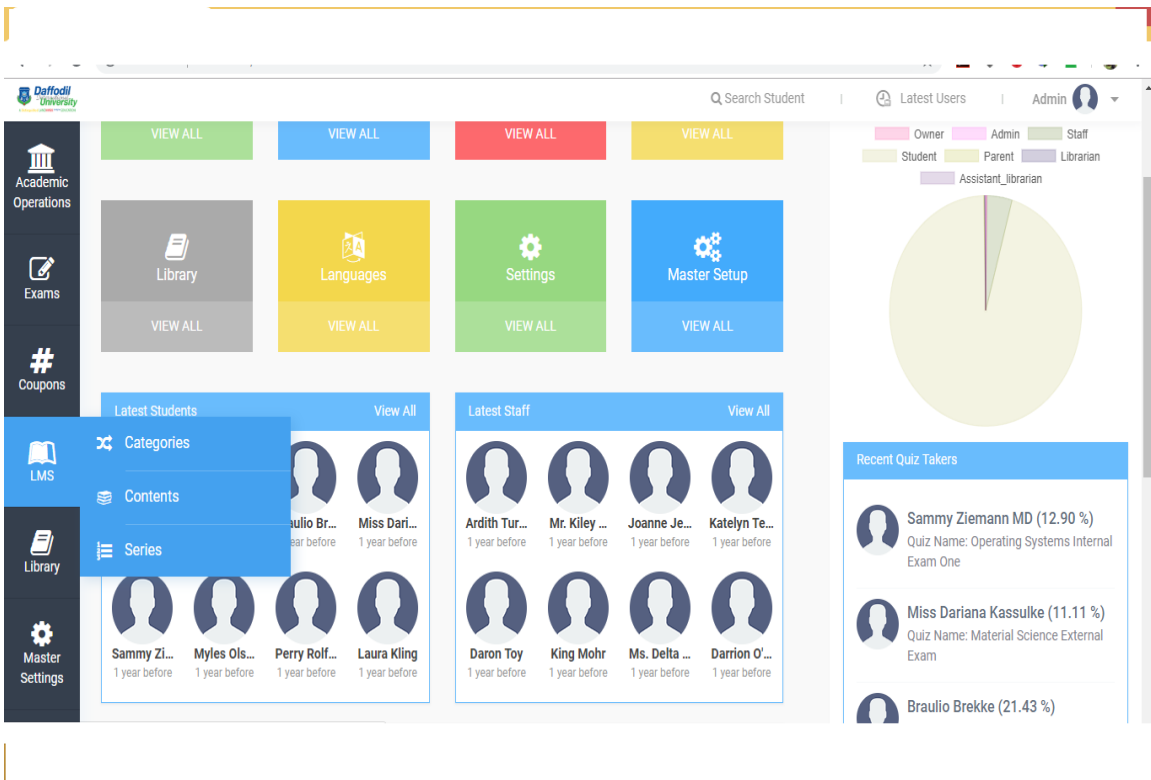 Daffodil
University
Search Student
Latest Users
Admin
Academic
Operations
Exams
Coupons
LMS
Library
Master
Settings
VIEW ALL
VIEW ALL
VIEW ALL
VIEW ALL
Library
Languages
Settings
Master Setup
VIEW ALL
VIEW ALL
VIEW ALL
VIEW ALL
Latest Students View All
Categories
Contents
Series
aulio Br... Miss Dari...
ear before 1 year before
Sammy Zi... Myles Ols... Perry Rolf... Laura Kling
1 year before 1 year before 1 year before 1 year before
Latest Staff View All
Ardith Tur... Mr. Kiley ... Joanne Je... Katelyn Te...
1 year before 1 year before 1 year before 1 year before
Daron Toy King Mohr Ms. Delta ... Darrion O'...
1 year before 1 year before 1 year before 1 year before
Owner Admin Staff
Student Parent Librarian
Assistant_librarian
Recent Quiz Takers
Sammy Ziemann MD (12.90 %)
Quiz Name: Operating Systems Internal
Exam One
Miss Dariana Kassulke (11.11 %)
Quiz Name: Material Science External
Exam
Braulio Brekke (21.43 %)